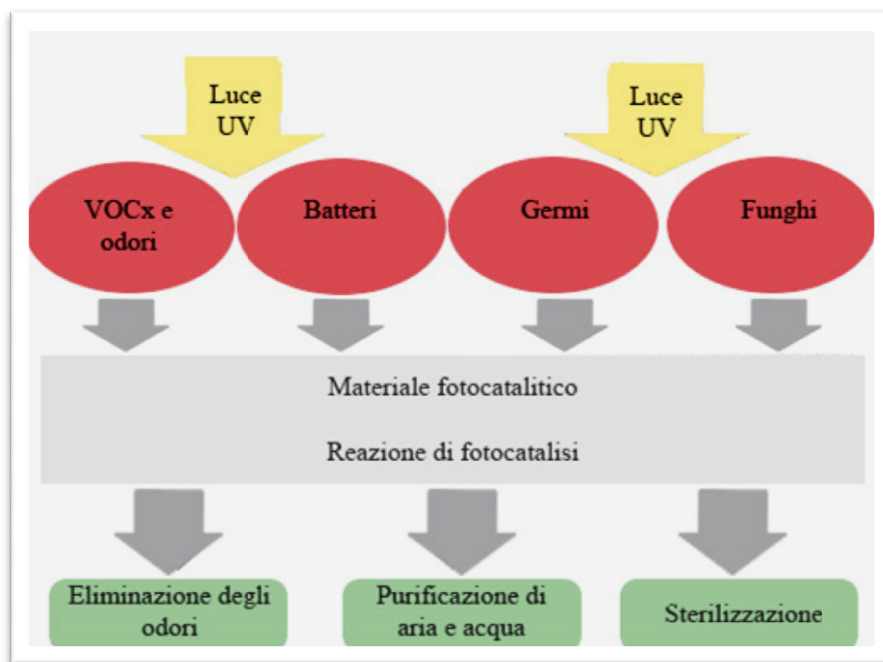 Luce
UV
Luce
UV
VOCx e
odori
Batteri
Germi
Funghi
Materiale fotocatalitico
Reazione di fotocatalisi
Eliminazione degli
odori
Purificazione di
aria e acqua
Sterilizzazione